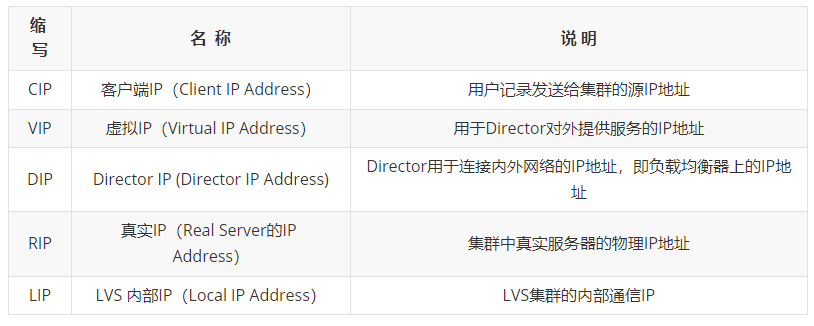 缩
写
名 称
说 明
CIP
客户端IP（Client IP Address）
用户记录发送给集群的源IP地址
VIP
虚拟IP（Virtual IP Address）
用于Director对外提供服务的IP地址
DIP
Director IP (Director IP Address)
Director用于连接内外网络的IP地址，即负载均衡器上的IP地
址
RIP
真实IP（Real Server的IP
Address）
集群中真实服务器的物理IP地址
LIP
LVS 内部IP（Local IP Address）
LVS集群的内部通信IP